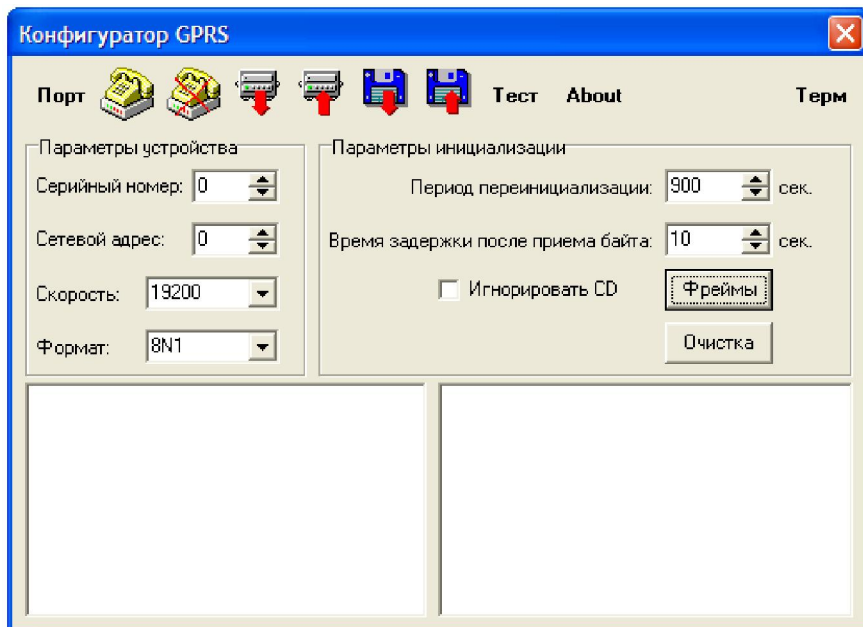 Конфигуратор GPRS
Порт Тест About Терм
Параметры устройства
Серийный номер: 0
Сетевой адрес: 0
Скорость: 19200
Формат: 8N1
Параметры инициализации
Период переинициализации: 900 сек.
Время задержки после приема байта: 10 сек.
Игнорировать CD Фреймы
Очистка